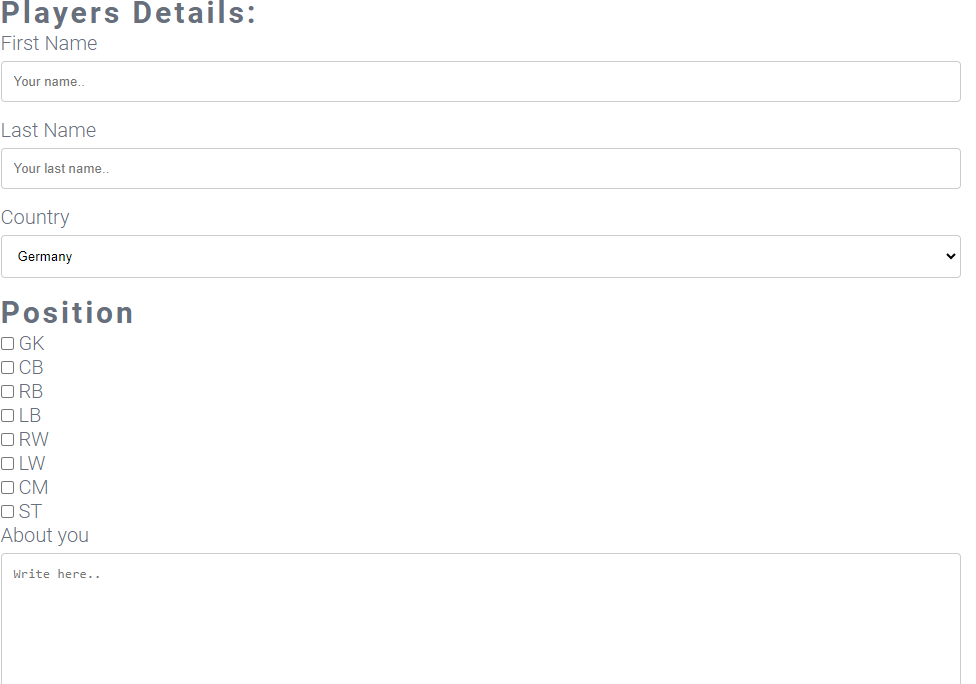 Players Details:
First Name
Your name..
Last Name
Your last name..
Country
Germany
Position
GK
CB
RB
LB
RW
LW
CM
ST
About you
Write here..